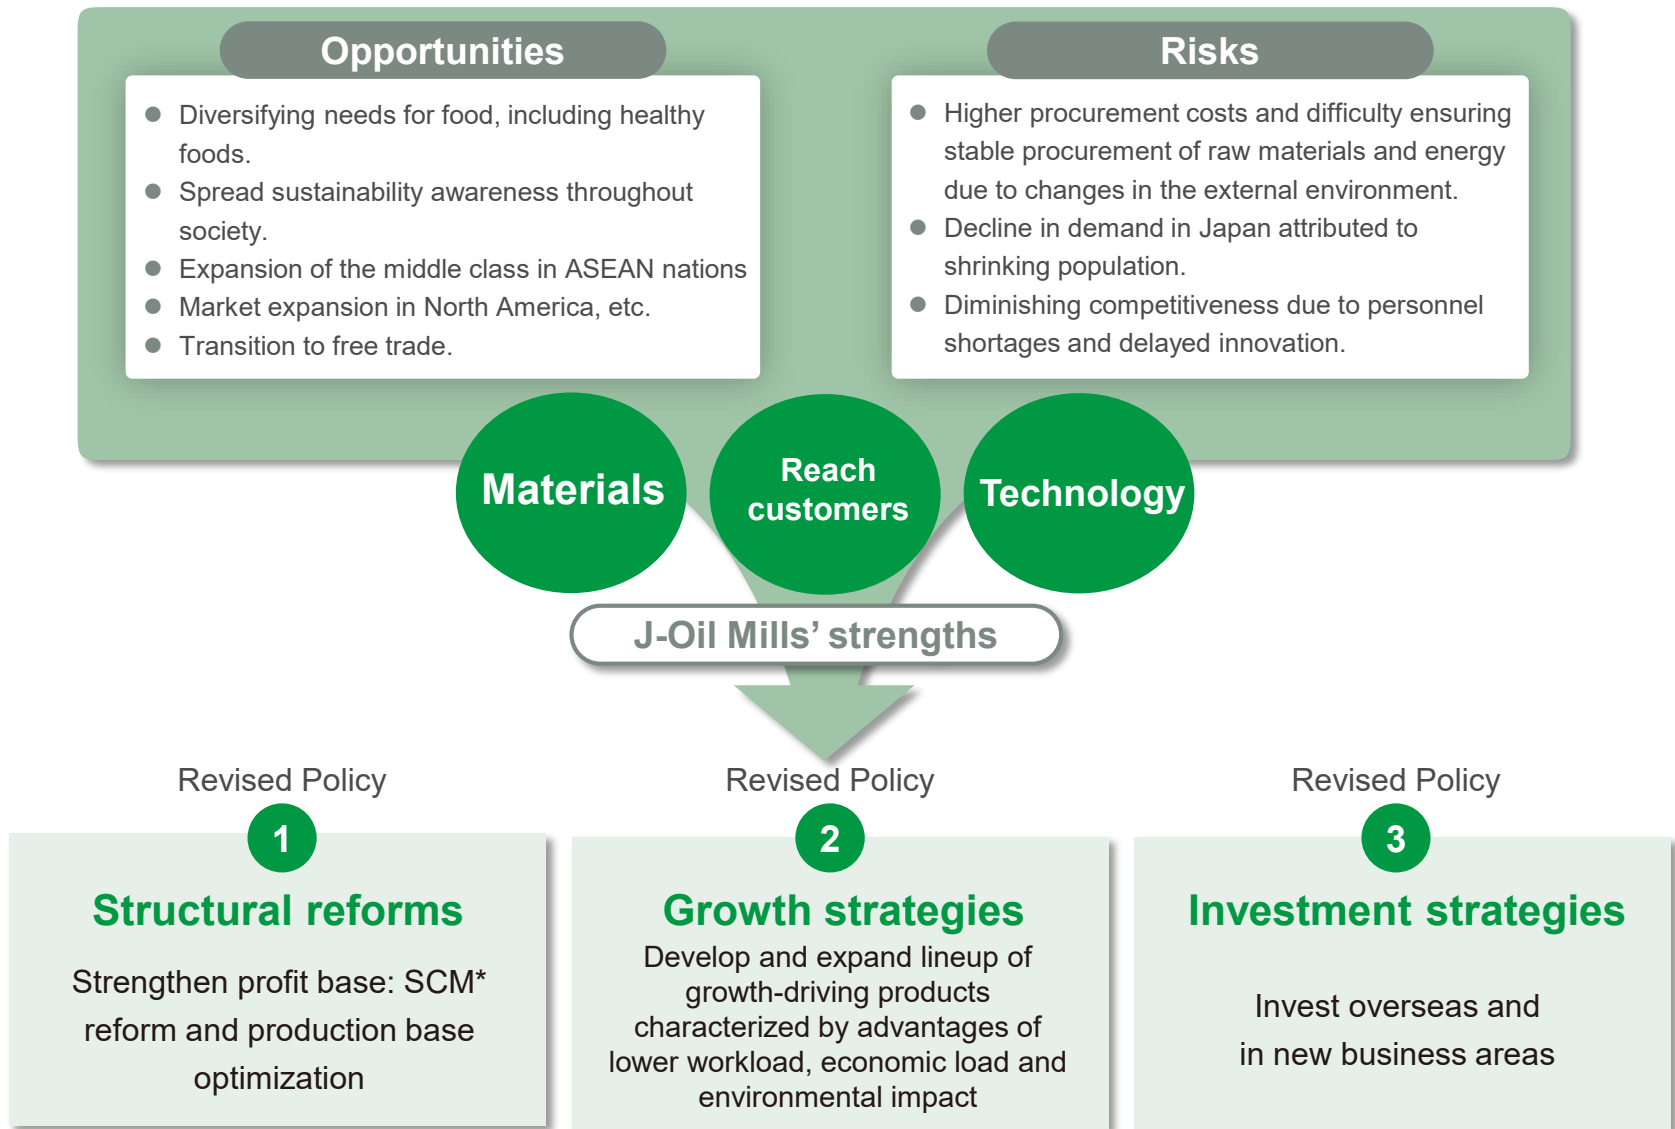 Opportunities
Diversifying needs for food, including healthy
foods.
Spread sustainability awareness throughout
society.
Expansion of the middle class in ASEAN nations
Market expansion in North America, etc.
Transition to free trade.
Risks
Higher procurement costs and difficulty ensuring
stable procurement of raw materials and energy
due to changes in the external environment.
Decline in demand in Japan attributed to
shrinking population.
Diminishing competitiveness due to personnel
shortages and delayed innovation.
Materials
Reach
customers
Technology
J-Oil Mills’ strengths
Revised Policy
1
Structural reforms
Strengthen profit base: SCM*
reform and production base
optimization
Revised Policy
2
Growth strategies
Develop and expand lineup of
growth-driving products
characterized by advantages of
lower workload, economic load and
environmental impact
Revised Policy
3
Investment strategies
Invest overseas and
in new business areas